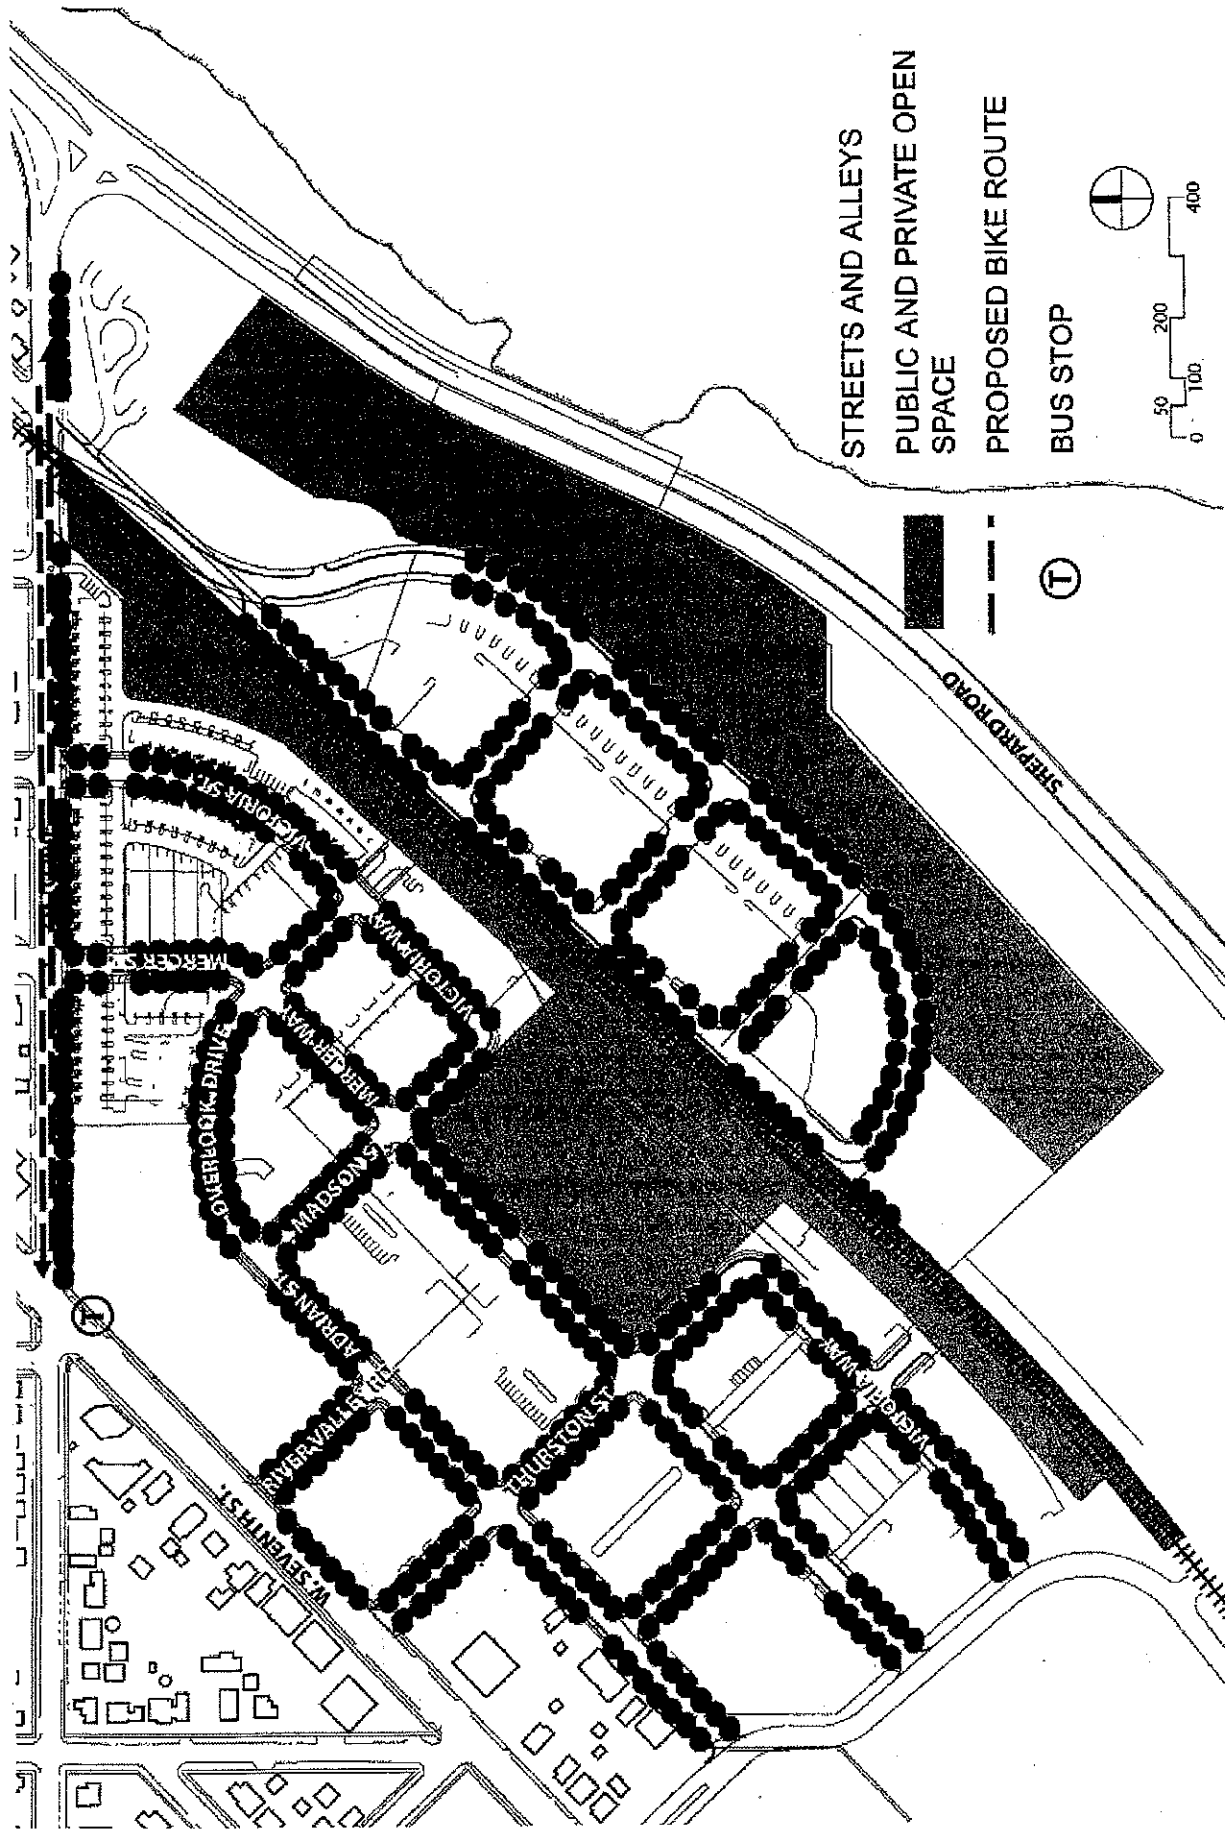 STREETS AND ALLEYS
PUBLIC AND PRIVATE OPEN
SPACE
PROPOSED BIKE ROUTE
T
BUS STOP
0
50
100
200
400
SHEPARD ROAD
VICTORIA ST.
VICTORIA WAY
MERCER ST.
MERCER WAY
OVERLOOK DRIVE
MADSON S
ADRIAN ST.
RIVER VALLEY
THURSTON ST
VICTORIA WAY
VICTORIA
W. SEVENTH ST.
T